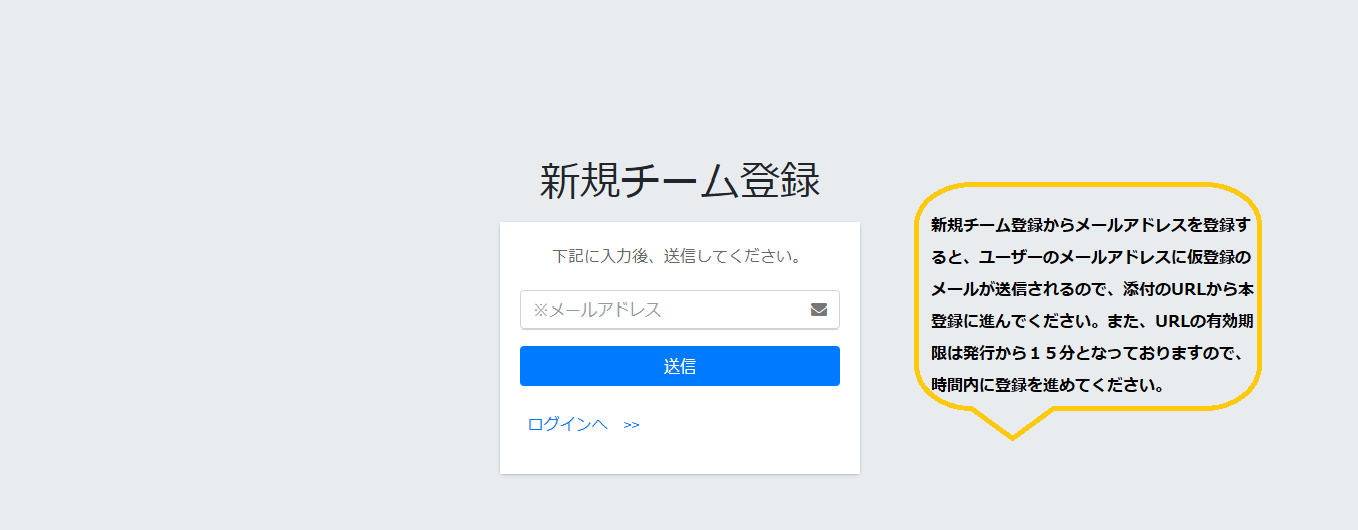 新規チーム登録
下記に入力後、送信してください。
※メールアドレス
送信
ログインへ　>>
新規チーム登録からメールアドレスを登録す
ると、ユーザーのメールアドレスに仮登録の
メールが送信されるので、添付のURLから本
登録に進んでください。また、URLの有効期
限は発行から１５分となっておりますので、
時間内に登録を進めてください。